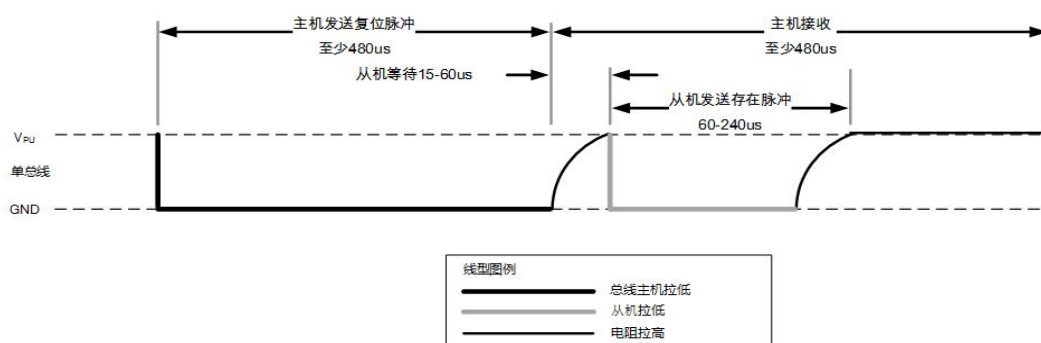 主机发送复位脉冲
至少480us
主机接收
至少480us
从机等待15-60us
从机发送存在脉冲
60-240us
VPU
单总线
GND
线型图例
总线主机拉低
从机拉低
电阻拉高